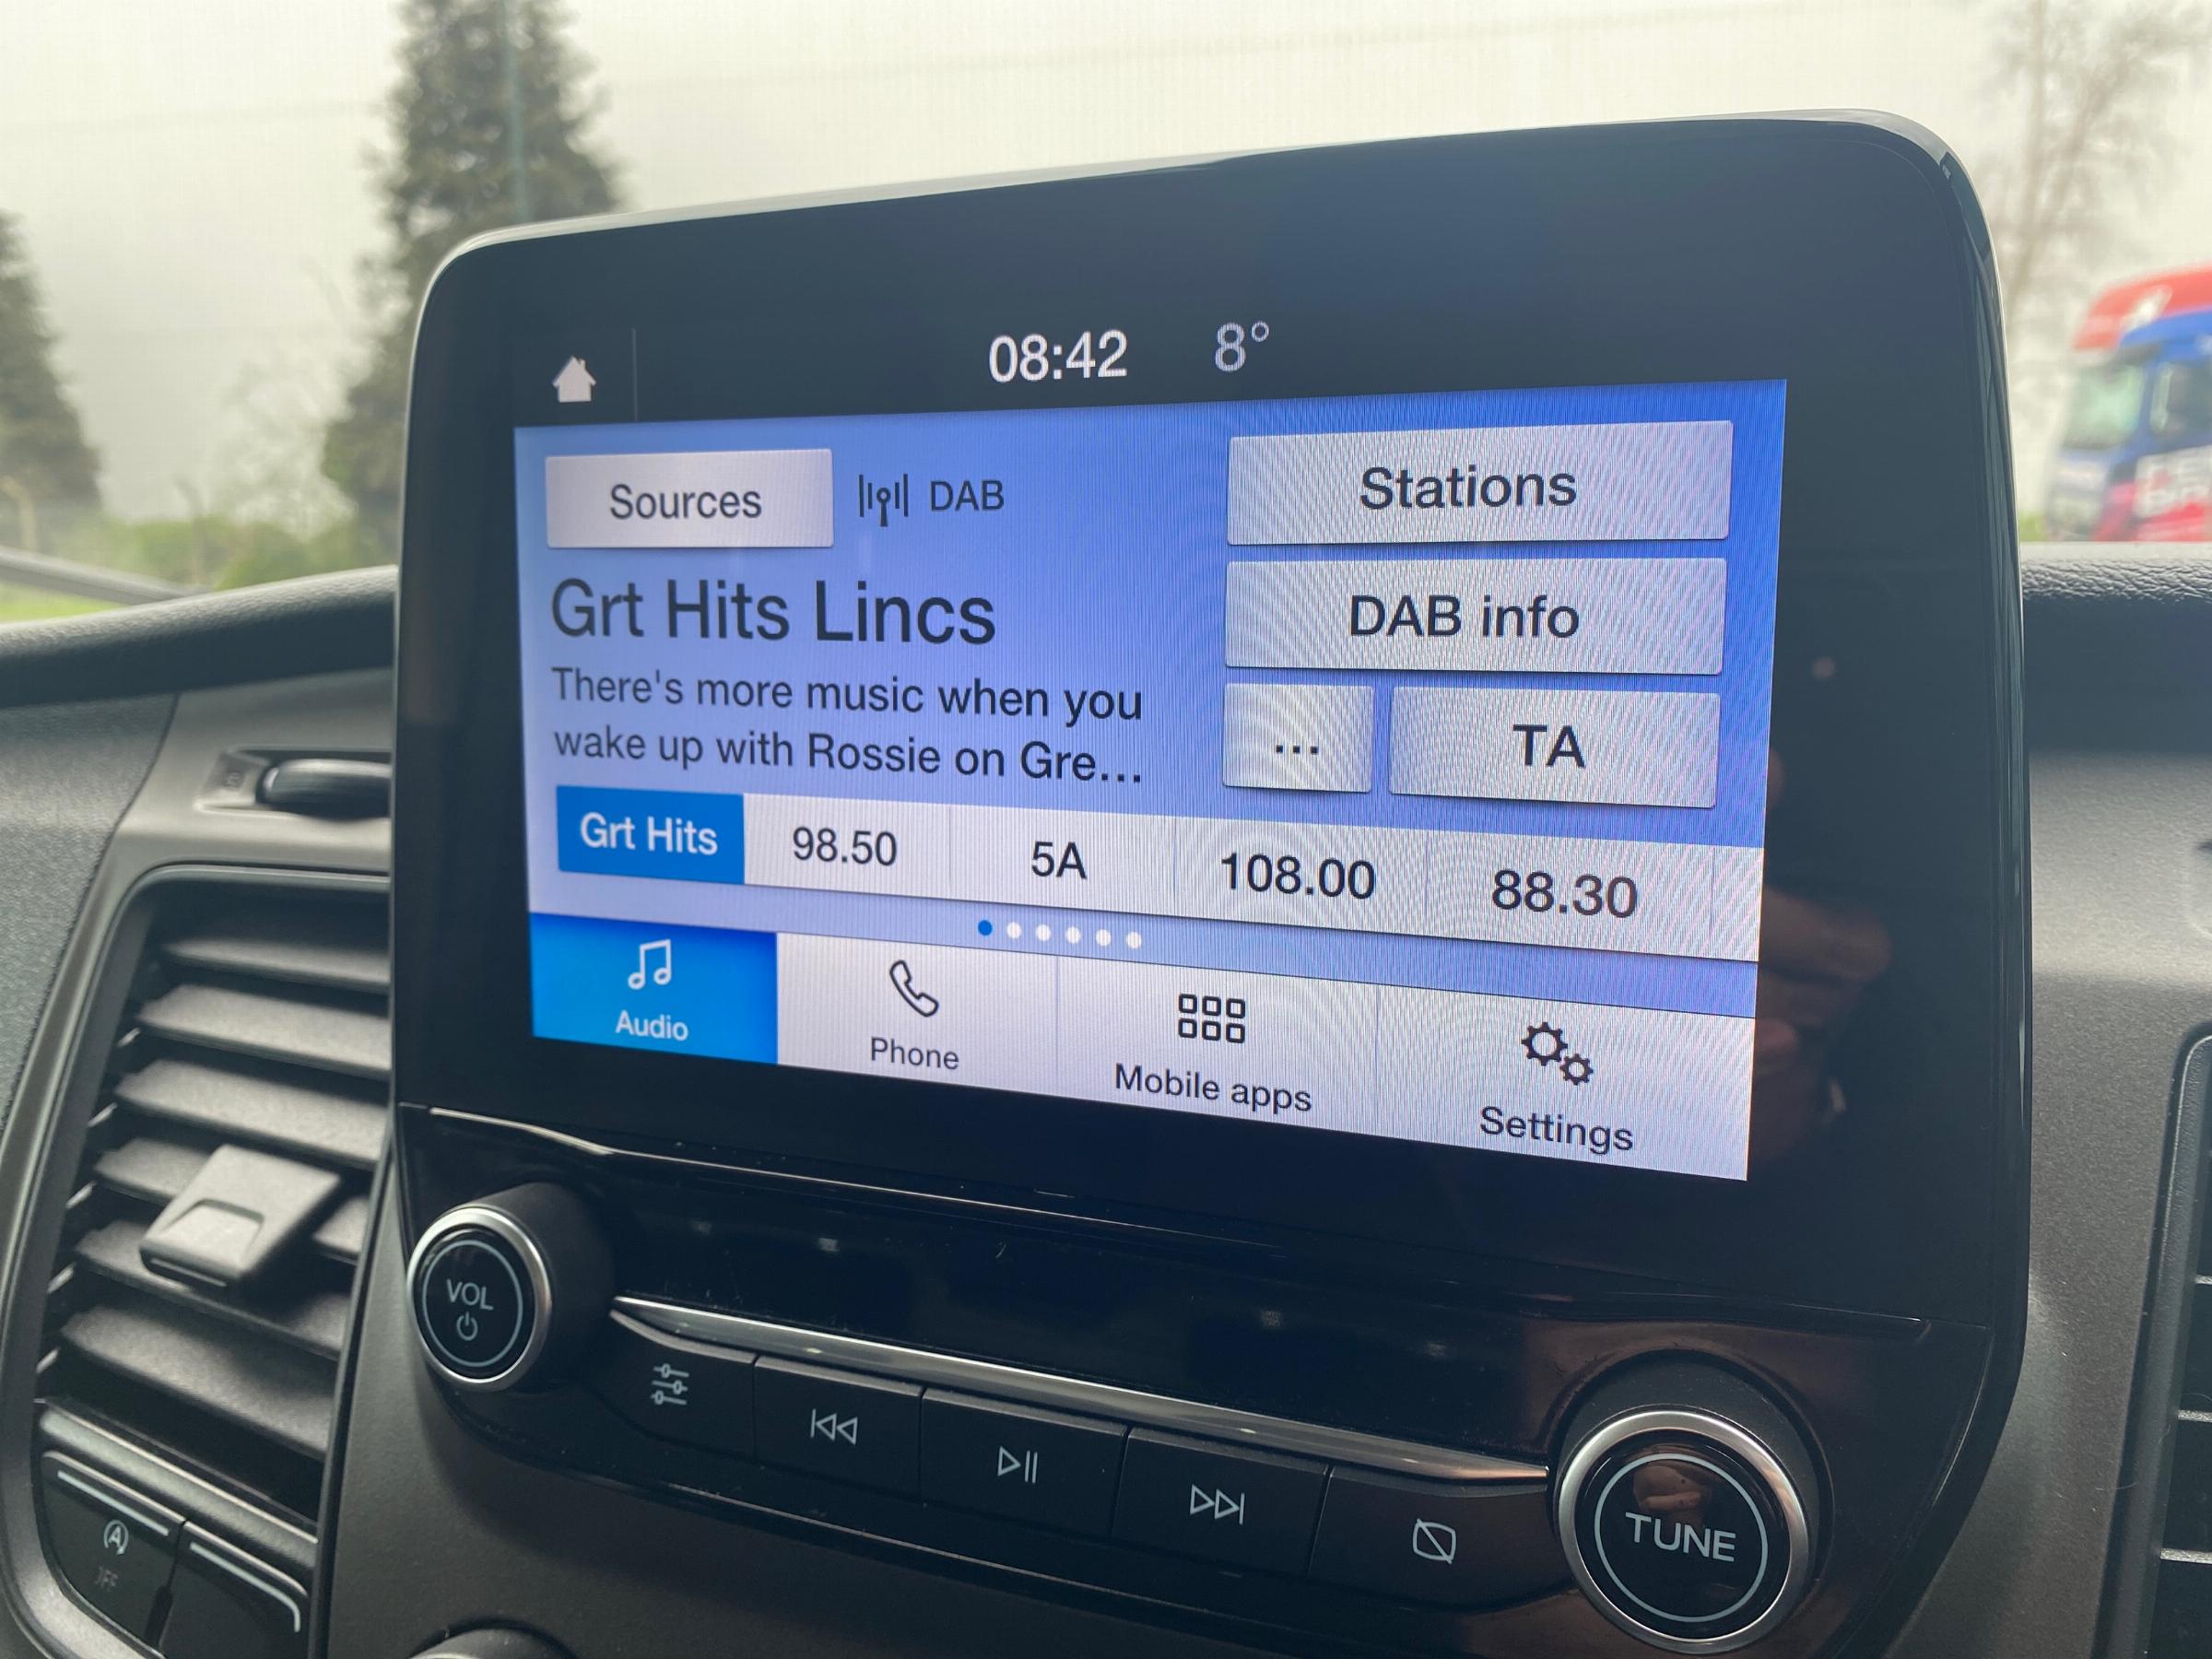 08:42 8°
Sources DAB Stations
Grt Hits Lincs
DAB info
There's more music when you
wake up with Rossie on Gre...
... TA
Grt Hits 98.50 5A 108.00 88.30
Audio Phone Mobile apps Settings
VOL
TUNE
A